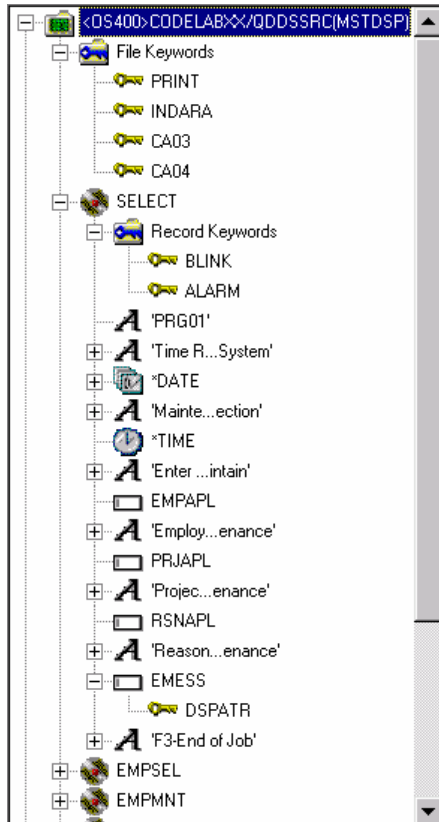 <OS400>CODELABXX/QDDSSRC(MSTDSP)
File Keywords
PRINT
INDARA
CA03
CA04
SELECT
Record Keywords
BLINK
ALARM
'PRG01'
'Time R...System'
*DATE
'Mainte...ection'
*TIME
'Enter ...intain'
EMPAPL
'Employ...enance'
PRJAPL
'Projec...enance'
RSNAPL
'Reason...enance'
EMESS
DSPATR
'F3-End of Job'
EMPSEL
EMPMNT